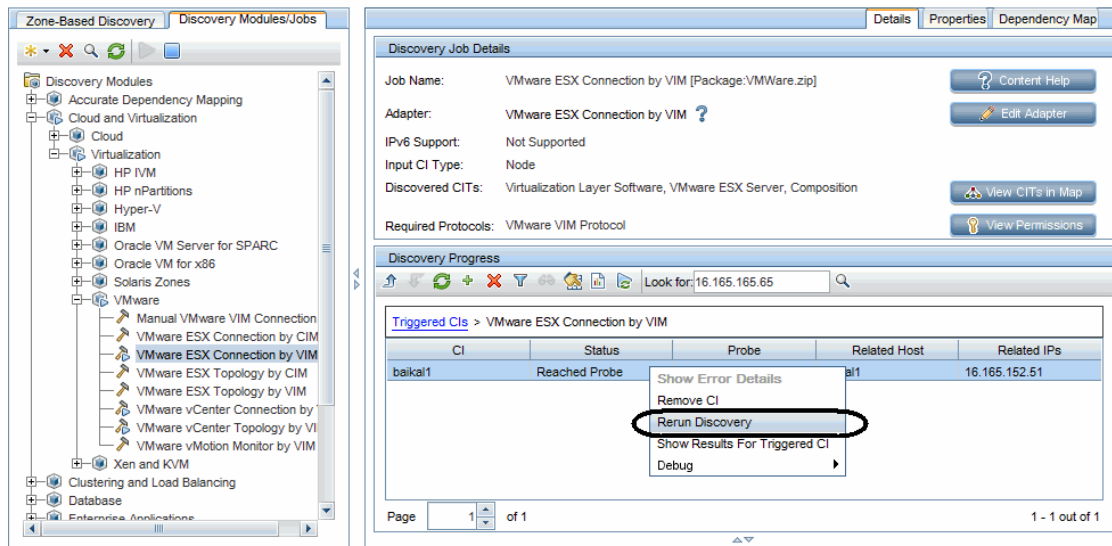 Zone-Based Discovery
Discovery Modules/Jobs
Discovery Modules
Accurate Dependency Mapping
Cloud and Virtualization
Cloud
Virtualization
HP IVM
HP nPartitions
Hyper-V
IBM
Oracle VM Server for SPARC
Oracle VM for x86
Solaris Zones
VMware
Manual VMware VIM Connection
VMware ESX Connection by CIM
VMware ESX Connection by VIM
VMware ESX Topology by CIM
VMware ESX Topology by VIM
VMware vCenter Connection by
VMware vCenter Topology by VI
VMware vMotion Monitor by VIM
Xen and KVM
Clustering and Load Balancing
Database
Enterprise Applications
Details Properties Dependency Map
Discovery Job Details
Job Name: VMware ESX Connection by VIM [Package:VMWare.zip]
Content Help
Adapter: VMware ESX Connection by VIM
Edit Adapter
IPv6 Support: Not Supported
Input CI Type: Node
Discovered CITs: Virtualization Layer Software, VMware ESX Server, Composition
View CITs in Map
Required Protocols: VMware VIM Protocol
View Permissions
Discovery Progress
Look for: 16.165.165.65
Triggered CIs > VMware ESX Connection by VIM
CI Status Probe Related Host Related IPs
baikal1 Reached Probe al1 16.165.152.51
Show Error Details
Remove CI
Rerun Discovery
Show Results For Triggered CI
Debug
Page 1 of 1
1 - 1 out of 1